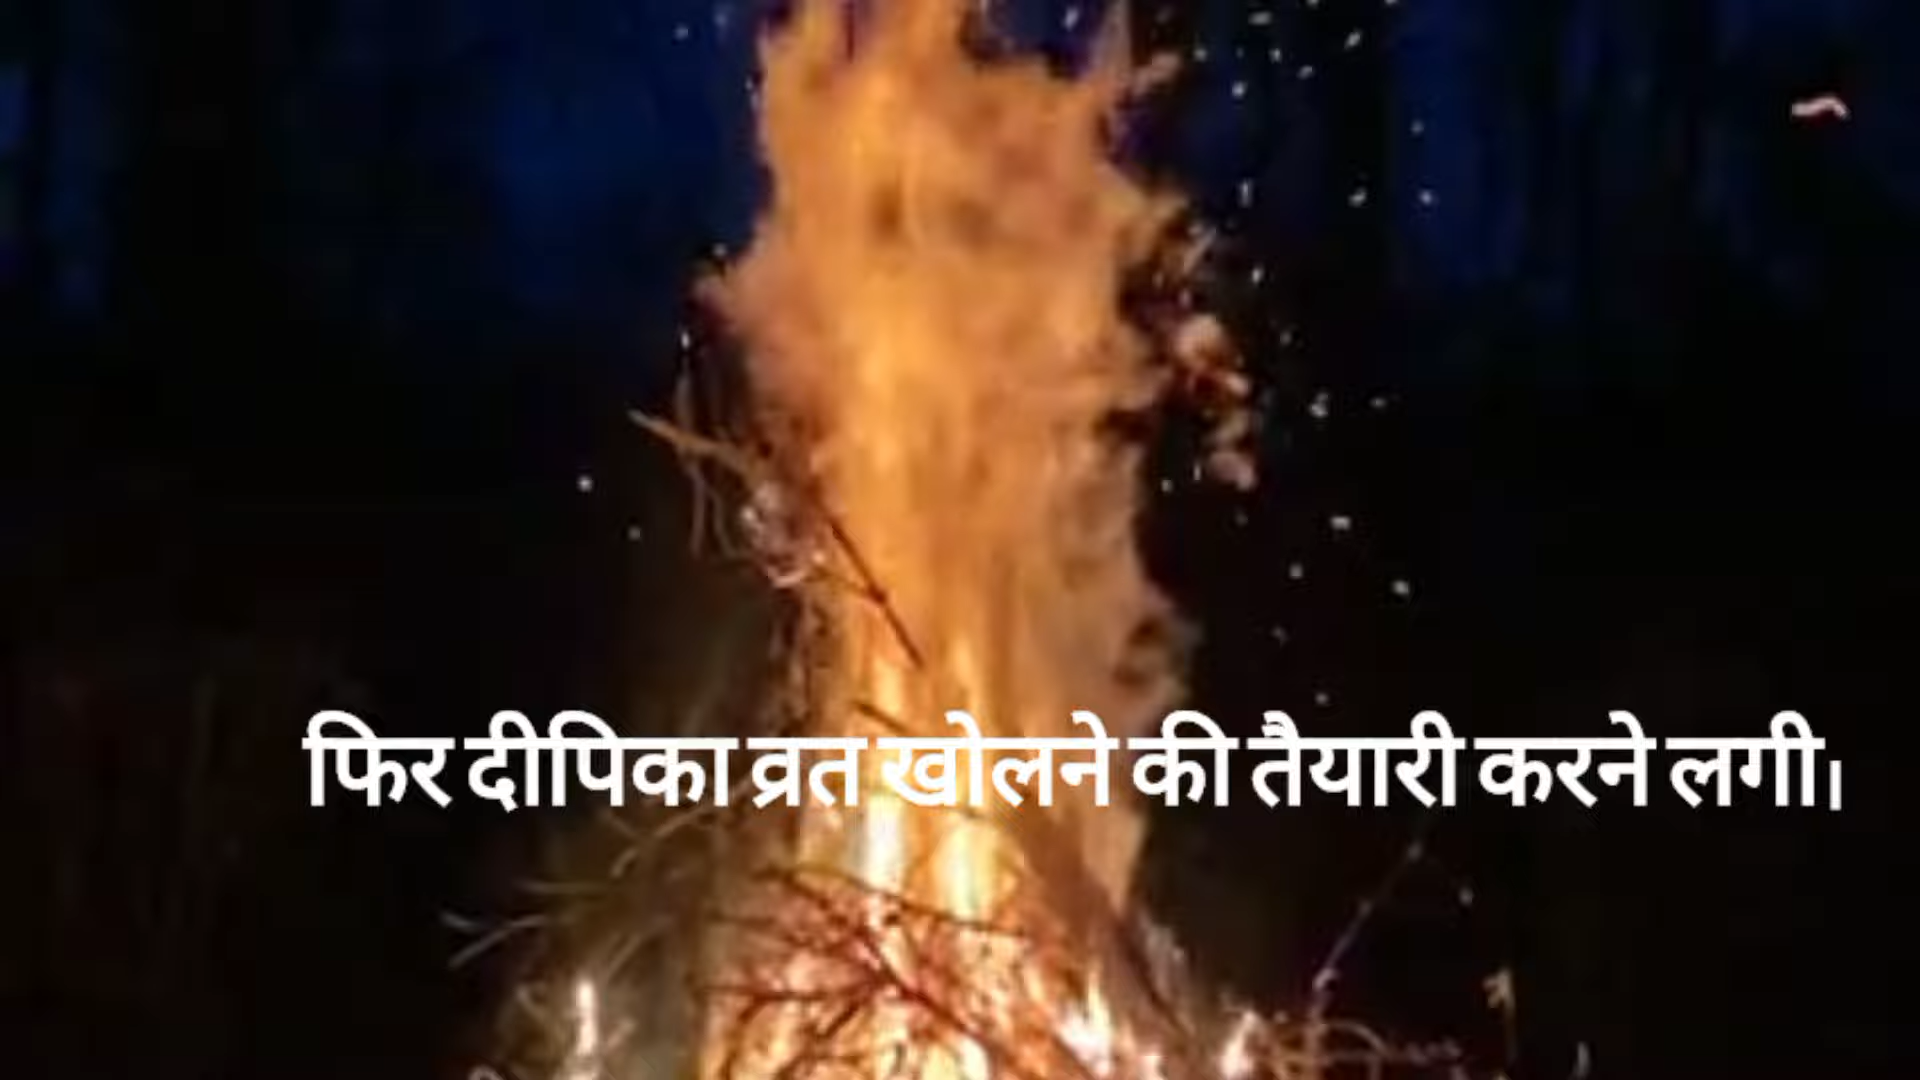 फिर दीपिका व्रत खोलने की तैयारी करने लगी।